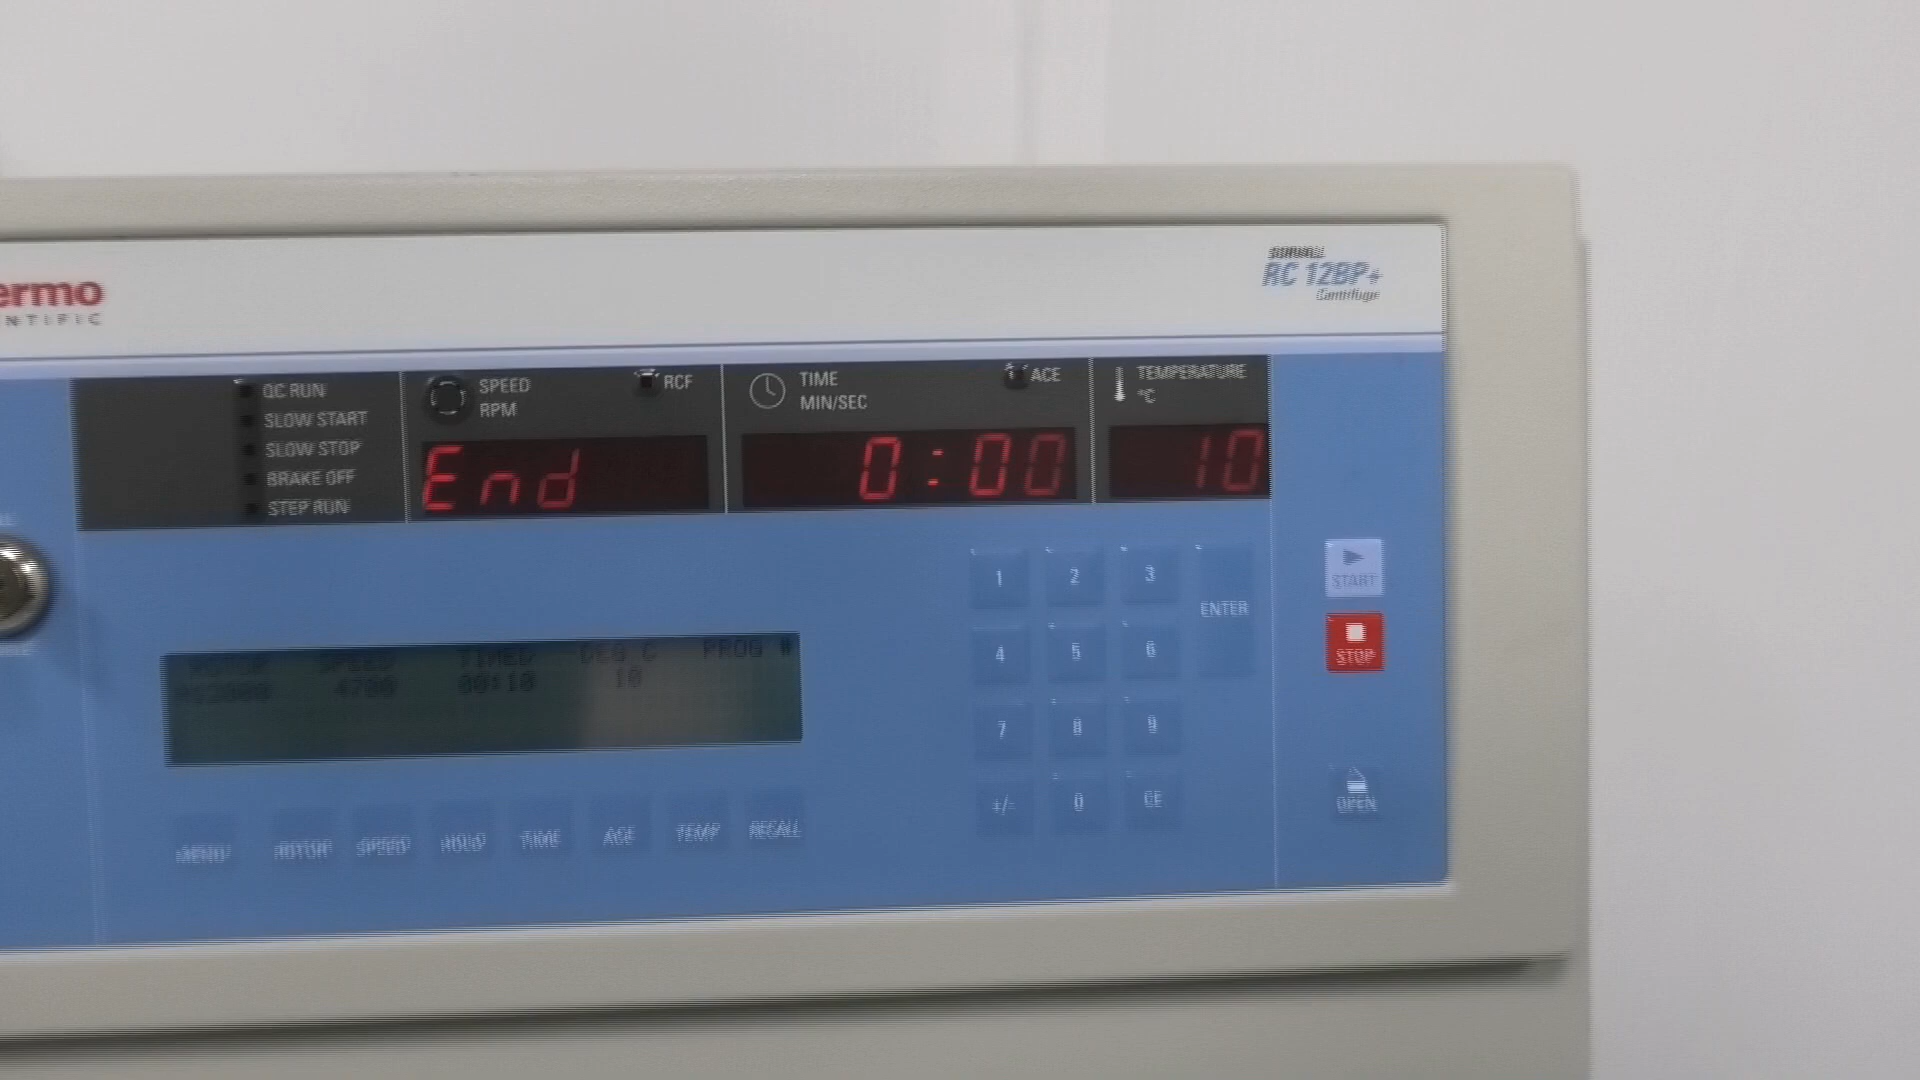 ermo
NTIFIC
SORVALL
RC 12BP+
Centrifuge
QC RUN
SLOW START
SLOW STOP
BRAKE OFF
STEP RUN
SPEED
RPM
RCF
End
TIME
MIN/SEC
ACE
0:00
TEMPERATURE
°C
10
ROTOR SPEED TIMED DEG C PROG #
4700 00:10 10
1 2 3
ENTER
4 5 6
7 8 9
+/- 0 CE
START
STOP
OPEN
MENU ROTOR SPEED HOLD TIME ACE TEMP RECALL